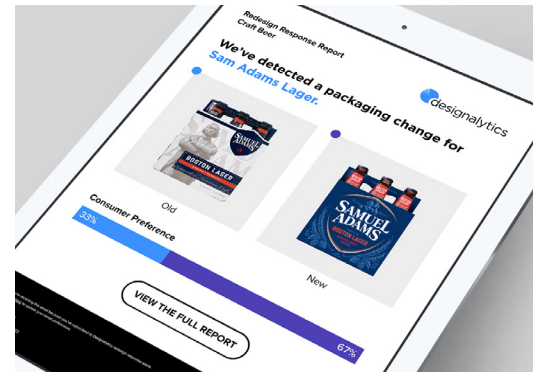 Redesign Response Report
Craft Beer
designalytics
We've detected a packaging change for
Sam Adams Lager.
SAMUEL
ADAMS
BOSTON LAGER
SAMUEL
ADAMS
BOSTON LAGER
Old
New
Consumer Preference
33%
67%
VIEW THE FULL REPORT